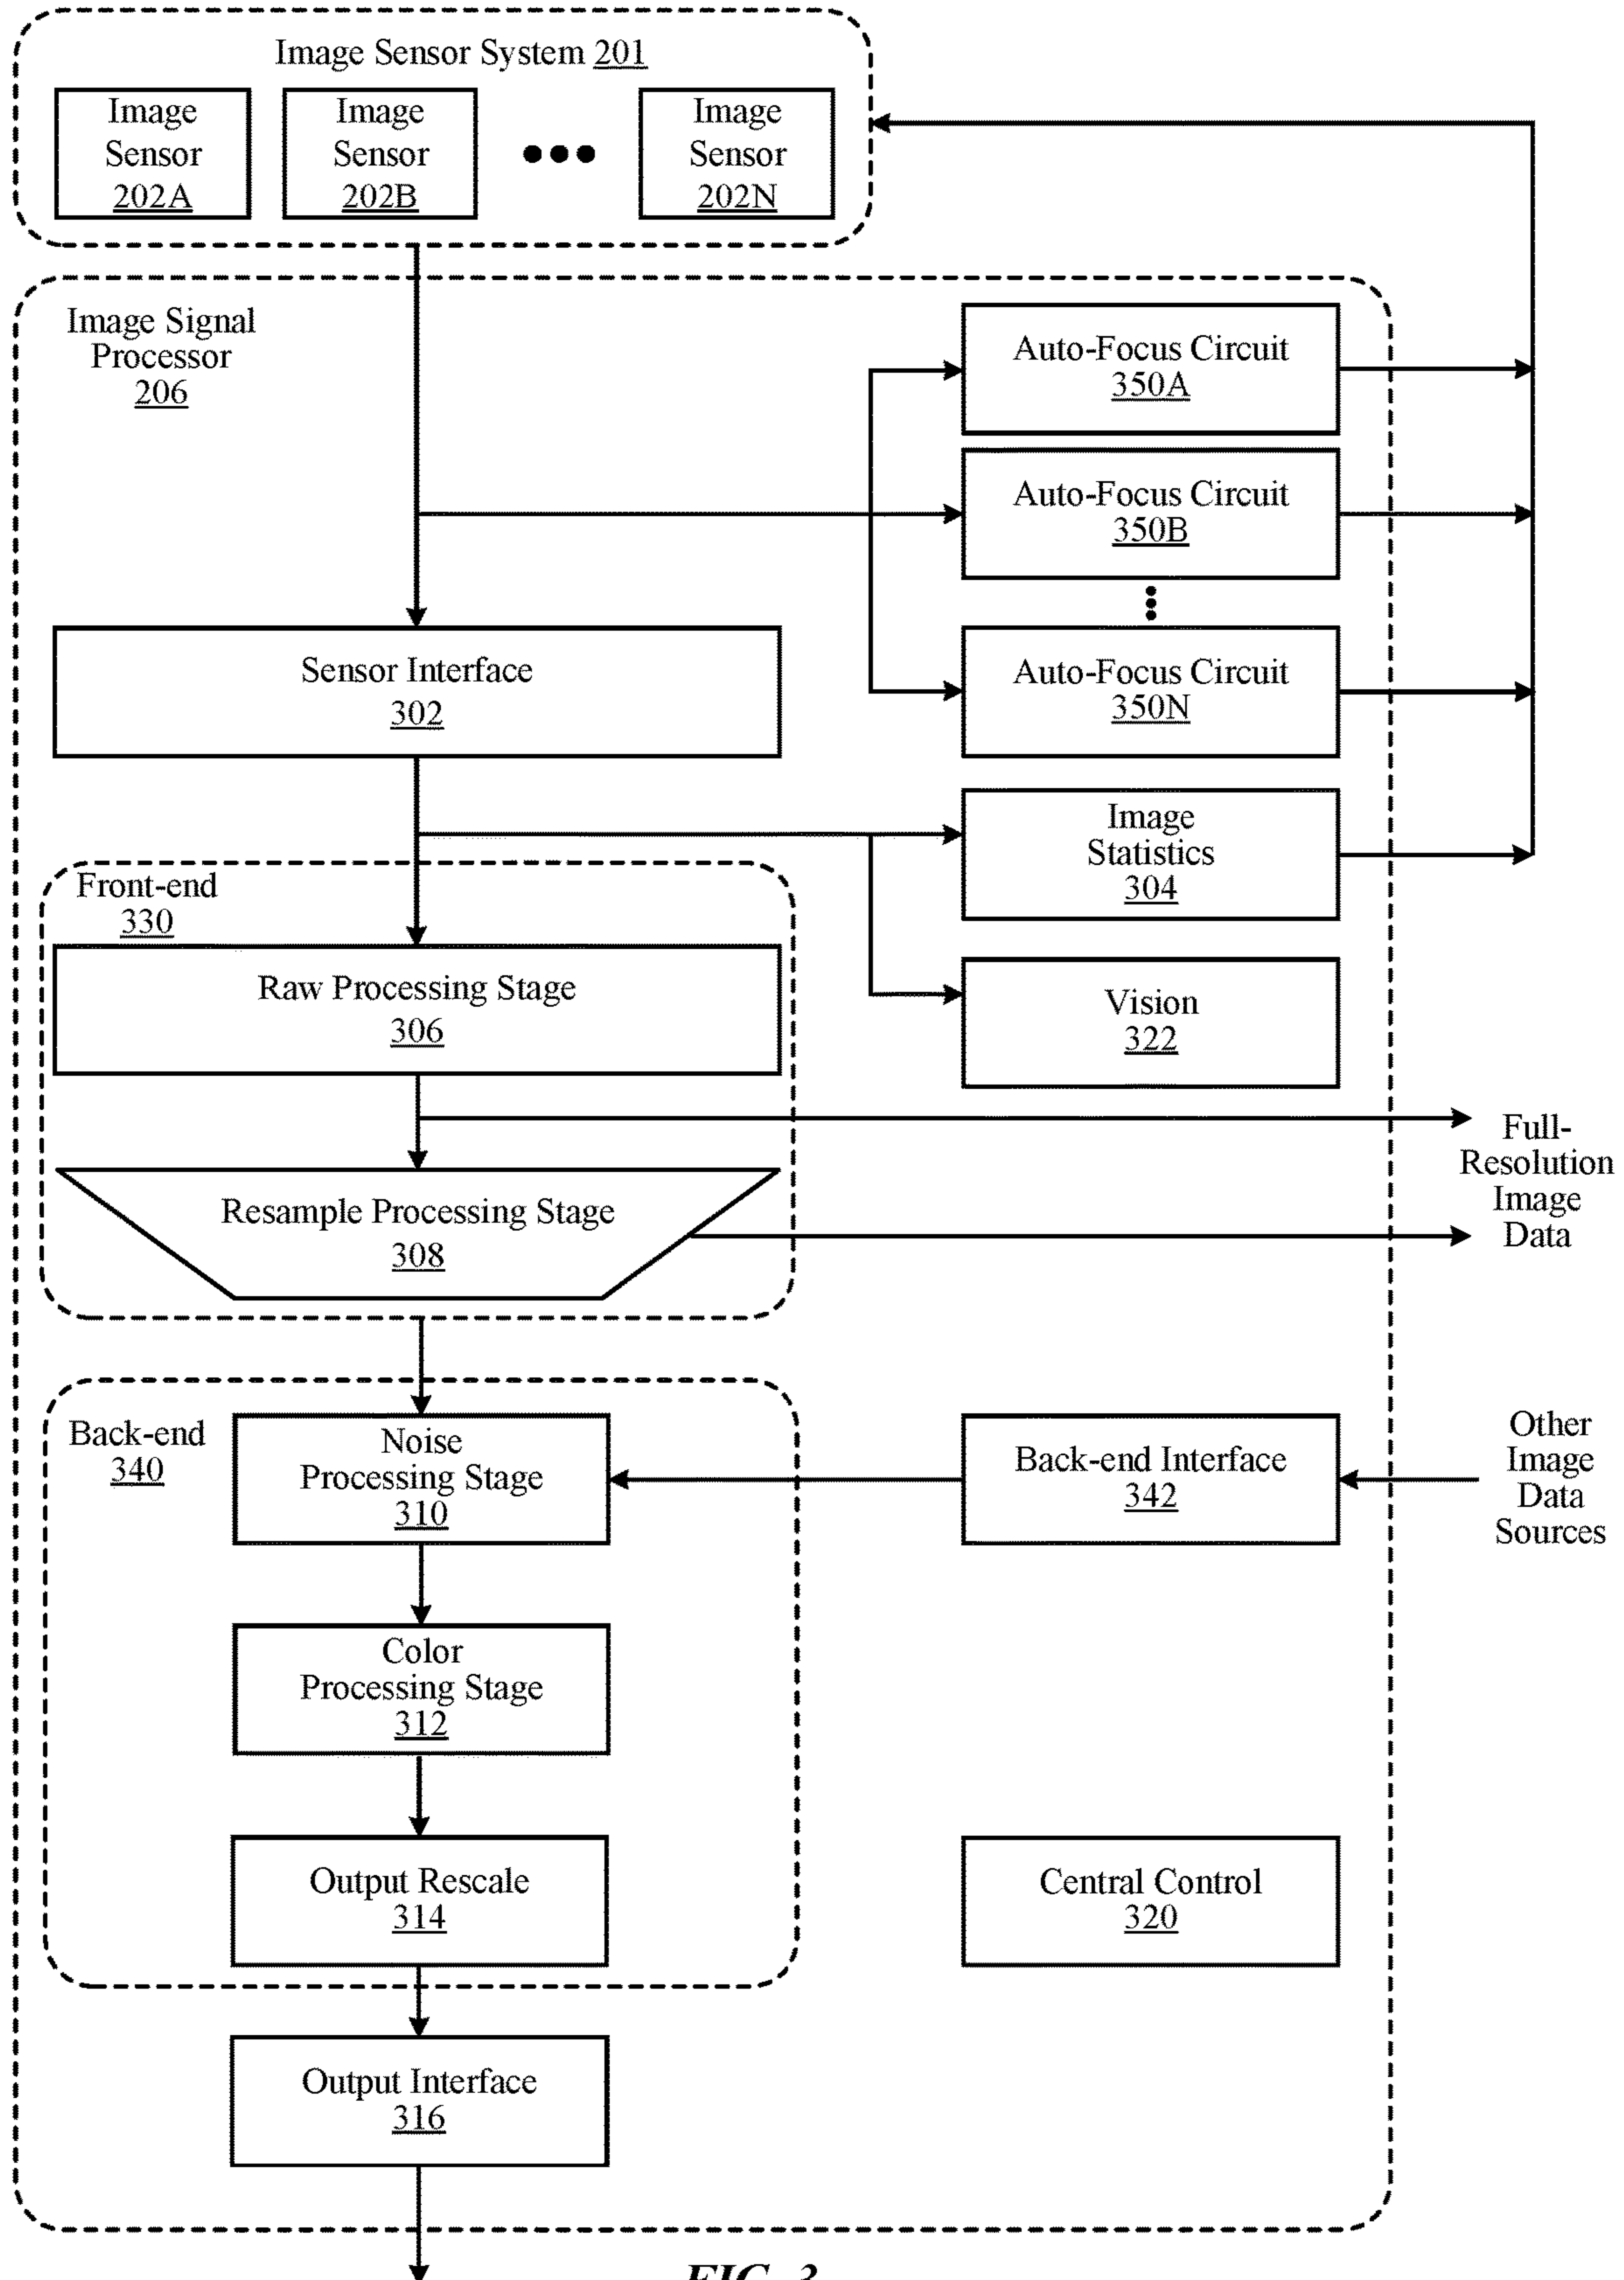 Image Sensor System 201
Image
Sensor
202A
Image
Sensor
202B
Image
Sensor
202N
Image Signal
Processor
206
Auto-Focus Circuit
350A
Auto-Focus Circuit
350B
Auto-Focus Circuit
350N
Sensor Interface
302
Image
Statistics
304
Front-end
330
Raw Processing Stage
306
Vision
322
Full-
Resolution
Image
Data
Resample Processing Stage
308
Back-end
340
Noise
Processing Stage
310
Back-end Interface
342
Other
Image
Data
Sources
Color
Processing Stage
312
Output Rescale
314
Central Control
320
Output Interface
316
FIG. 3